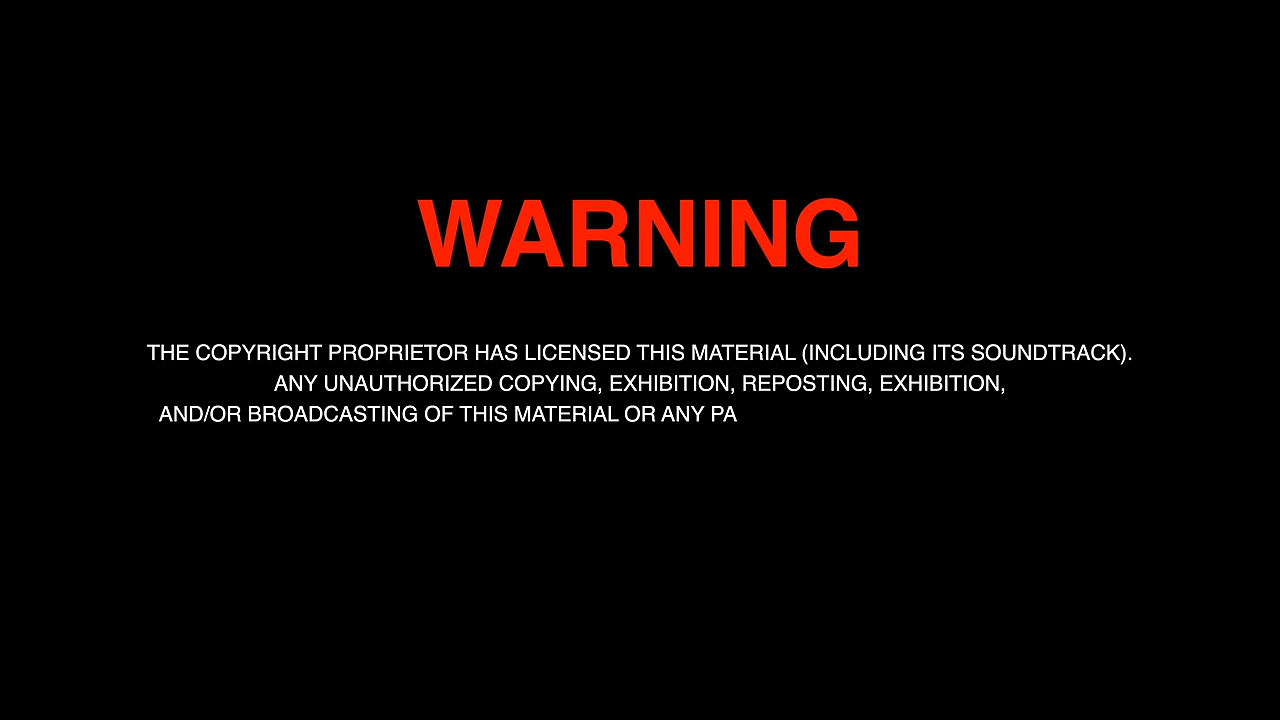 WARNING
THE COPYRIGHT PROPRIETOR HAS LICENSED THIS MATERIAL (INCLUDING ITS SOUNDTRACK).
ANY UNAUTHORIZED COPYING, EXHIBITION, REPOSTING, EXHIBITION,
AND/OR BROADCASTING OF THIS MATERIAL OR ANY PA